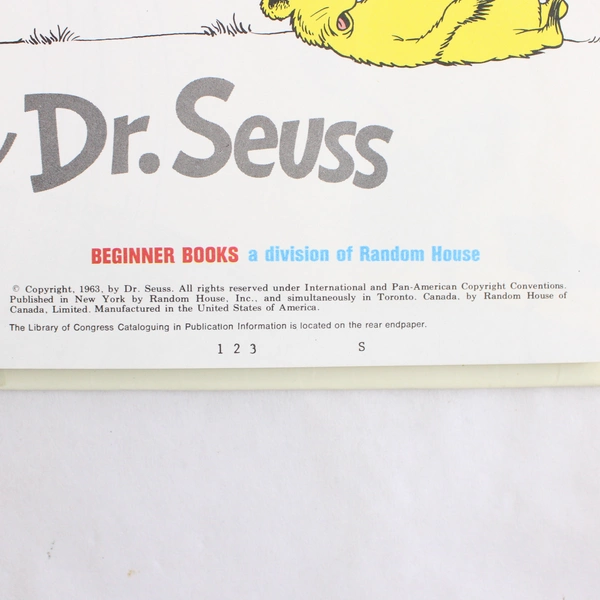 Dr. Seuss
BEGINNER BOOKS a division of Random House
© Copyright, 1963, by Dr. Seuss. All rights reserved under International and Pan-American Copyright Conventions.
Published in New York by Random House, Inc., and simultaneously in Toronto, Canada, by Random House of
Canada, Limited. Manufactured in the United States of America.
The Library of Congress Cataloguing in Publication Information is located on the rear endpaper.
1 2 3 S